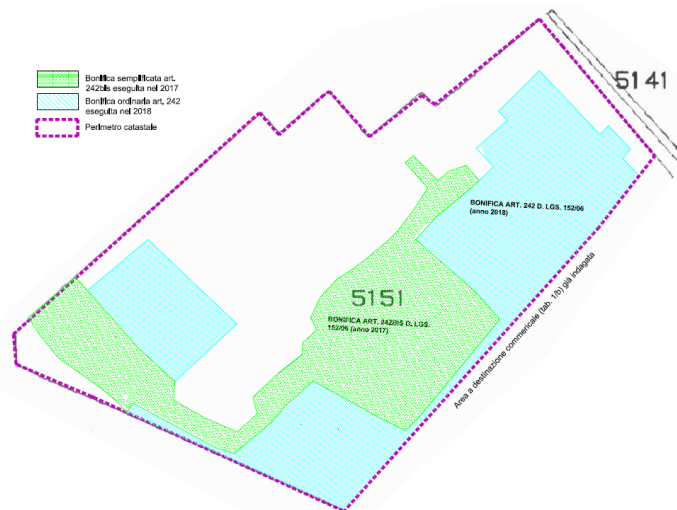 Bonifica semplificata art.
242bis eseguita nel 2017
Bonifica ordinaria art. 242
eseguita nel 2018
Perimetro catastale
5141
BONIFICA ART. 242 D. LGS. 152/06
(anno 2018)
5151
BONIFICA ART. 242BIS D. LGS.
152/06 (anno 2017)
Area a destinazione commericale (tab. 1/b) già indagata